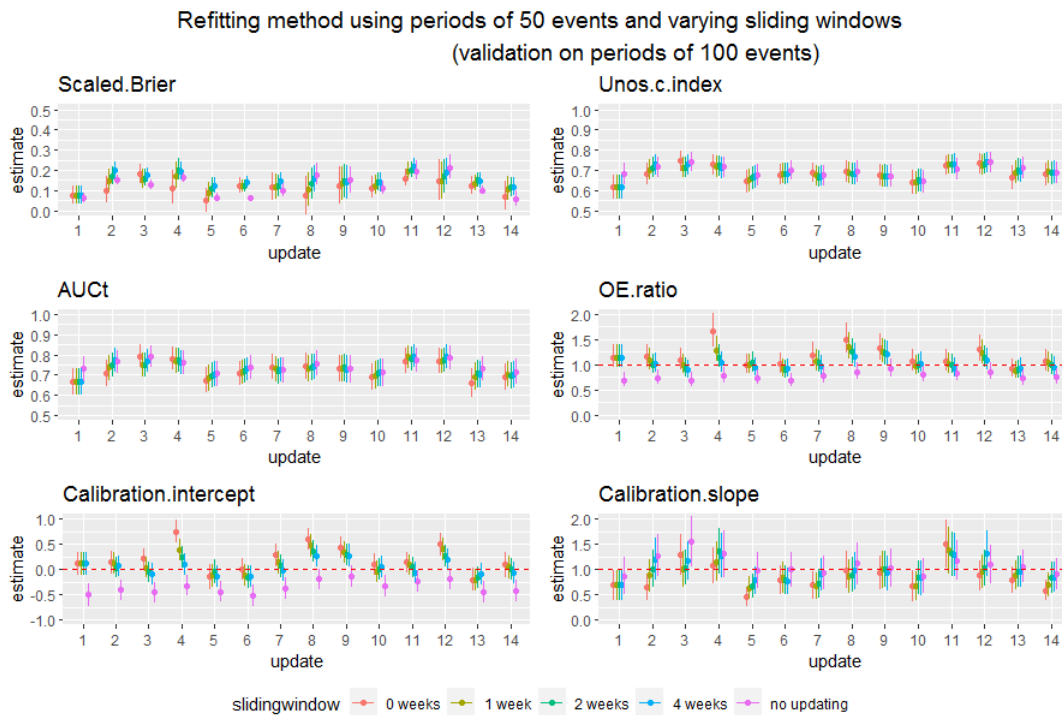 Refitting method using periods of 50 events and varying sliding windows
(validation on periods of 100 events)
Scaled.Brier
estimate
0.5
0.4
0.3
0.2
0.1
0.0
1 2 3 4 5 6 7 8 9 10 11 12 13 14
update
Unos.c.index
estimate
1.0
0.9
0.8
0.7
0.6
0.5
1 2 3 4 5 6 7 8 9 10 11 12 13 14
update
AUCt
estimate
1.0
0.9
0.8
0.7
0.6
0.5
1 2 3 4 5 6 7 8 9 10 11 12 13 14
update
OE.ratio
estimate
2.0
1.5
1.0
0.5
0.0
1 2 3 4 5 6 7 8 9 10 11 12 13 14
update
Calibration.intercept
estimate
1.0
0.5
0.0
-0.5
-1.0
1 2 3 4 5 6 7 8 9 10 11 12 13 14
update
Calibration.slope
estimate
2.0
1.5
1.0
0.5
0.0
1 2 3 4 5 6 7 8 9 10 11 12 13 14
update
slidingwindow 0 weeks 1 week 2 weeks 4 weeks no updating